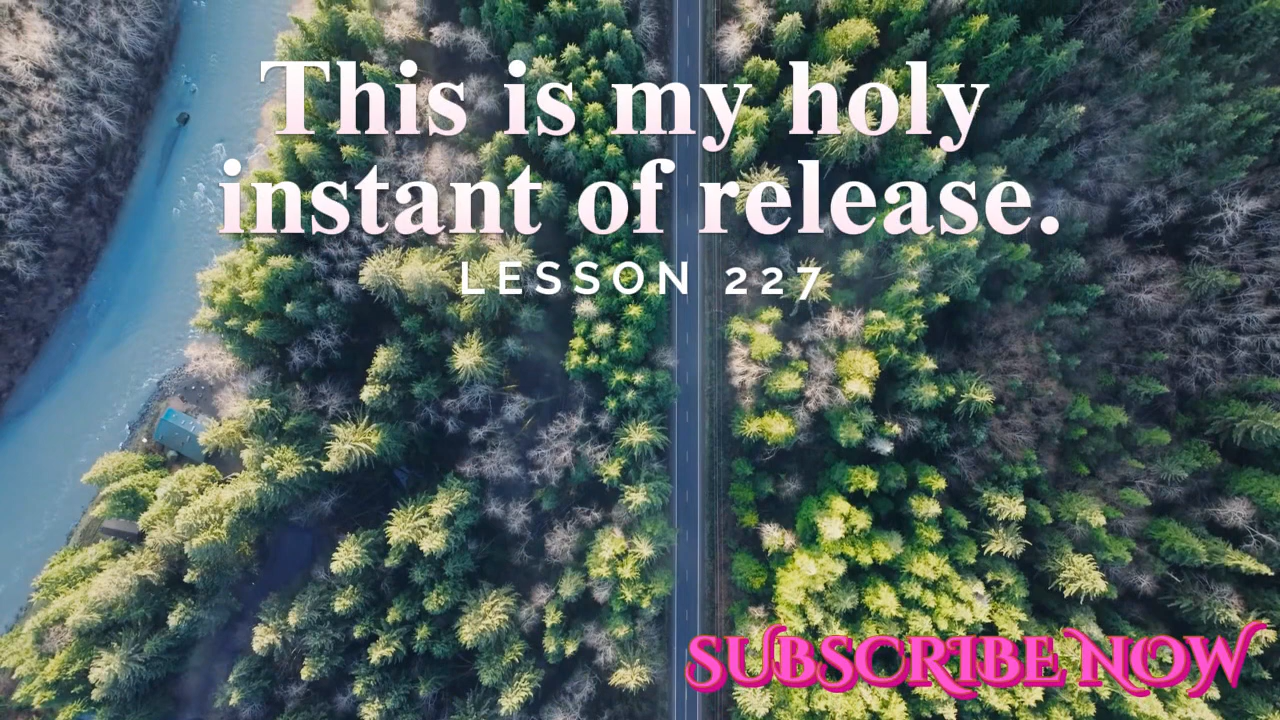 This is my holy
instant of release.
LESSON 227
SUBSCRIBE NOW